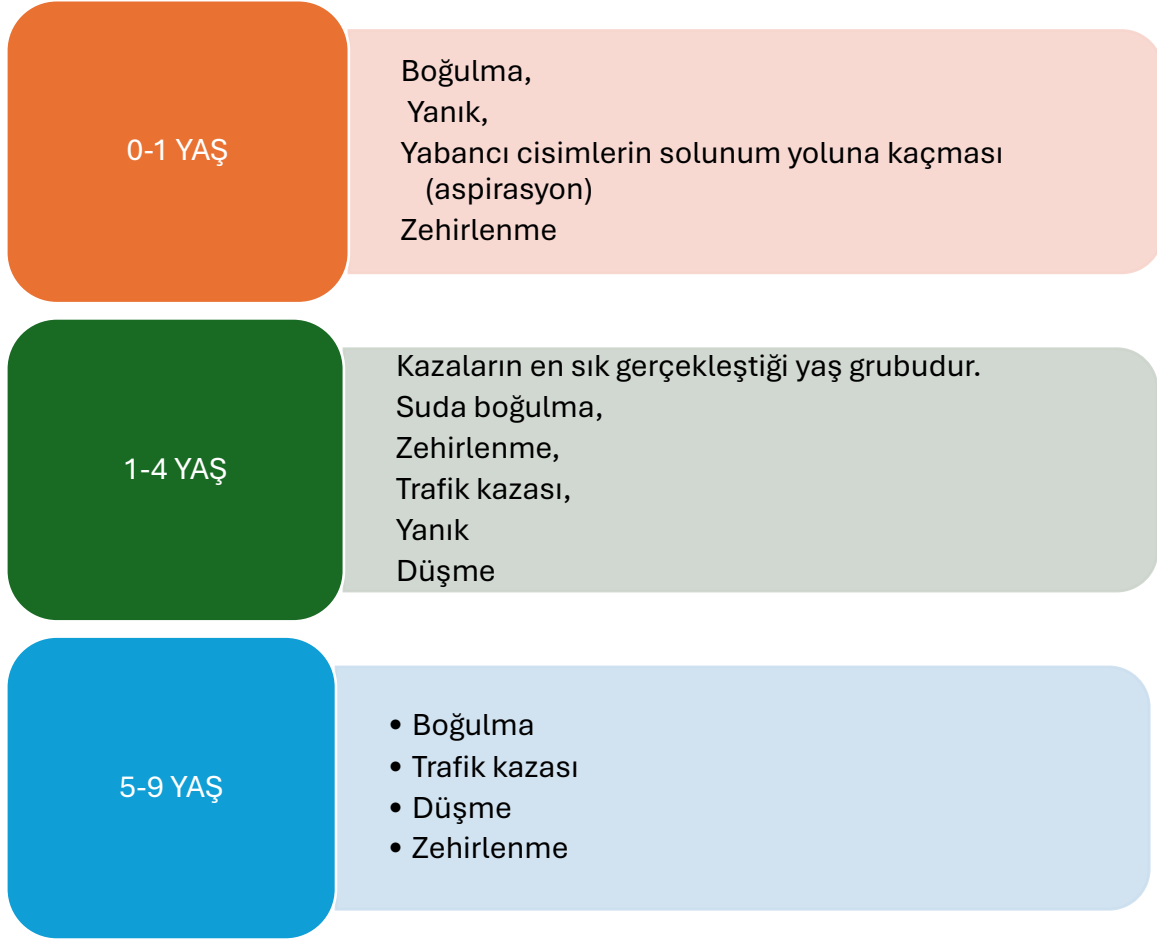 0-1 YAŞ
Boğulma,
Yanık,
Yabancı cisimlerin solunum yoluna kaçması
(aspirasyon)
Zehirlenme
1-4 YAŞ
Kazaların en sık gerçekleştiği yaş grubudur.
Suda boğulma,
Zehirlenme,
Trafik kazası,
Yanık
Düşme
5-9 YAŞ
• Boğulma
• Trafik kazası
• Düşme
• Zehirlenme